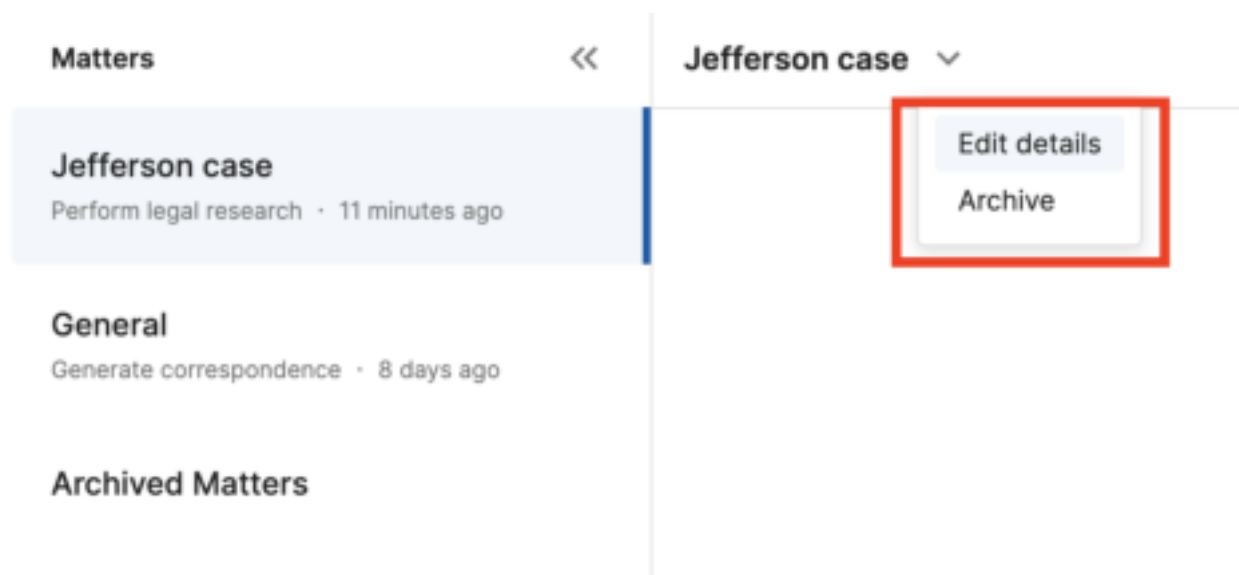 Matters
Jefferson case
Perform legal research · 11 minutes ago
General
Generate correspondence · 8 days ago
Archived Matters
Jefferson case
Edit details
Archive